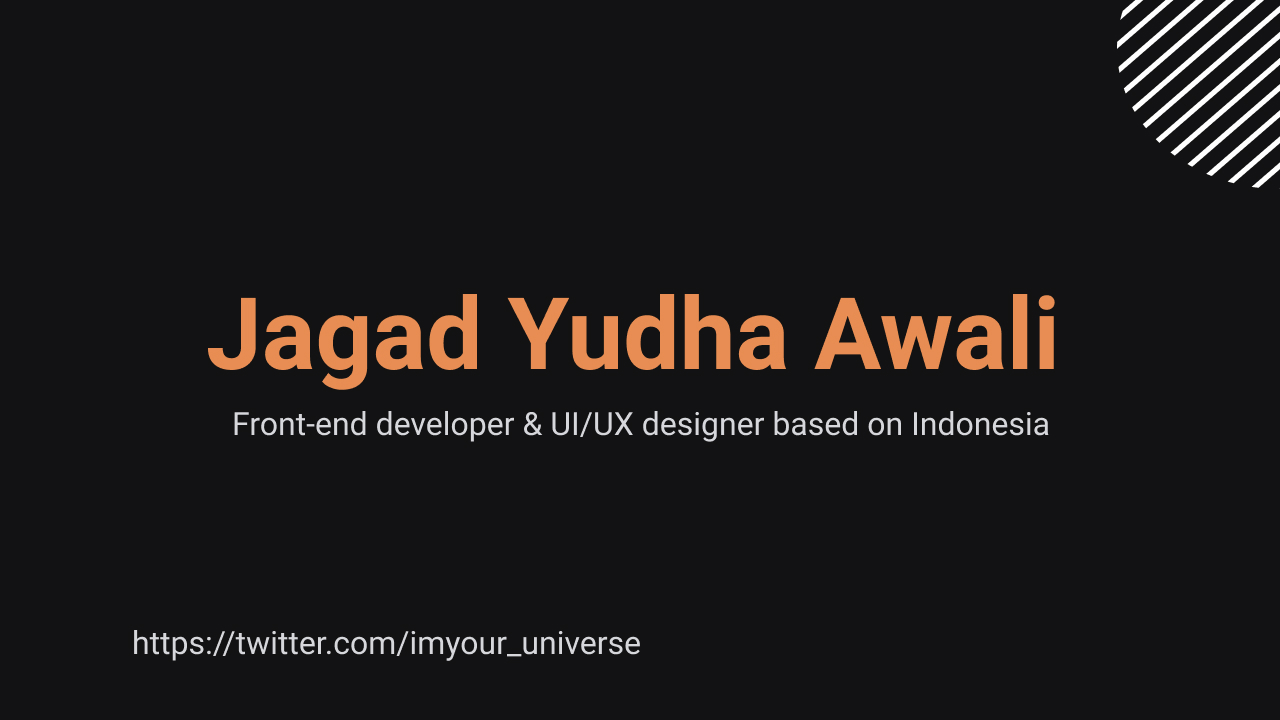 Jagad Yudha Awali
Front-end developer & UI/UX designer based on Indonesia
https://twitter.com/imyour_universe